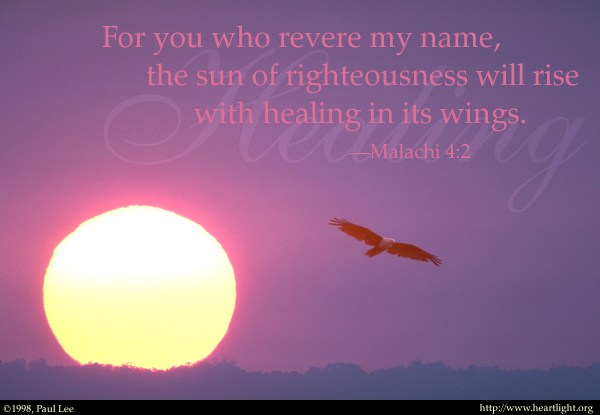 Healing
For you who revere my name,
the sun of righteousness will rise
with healing in its wings.
—Malachi 4:2
©1998, Paul Lee
http://www.heartlight.org